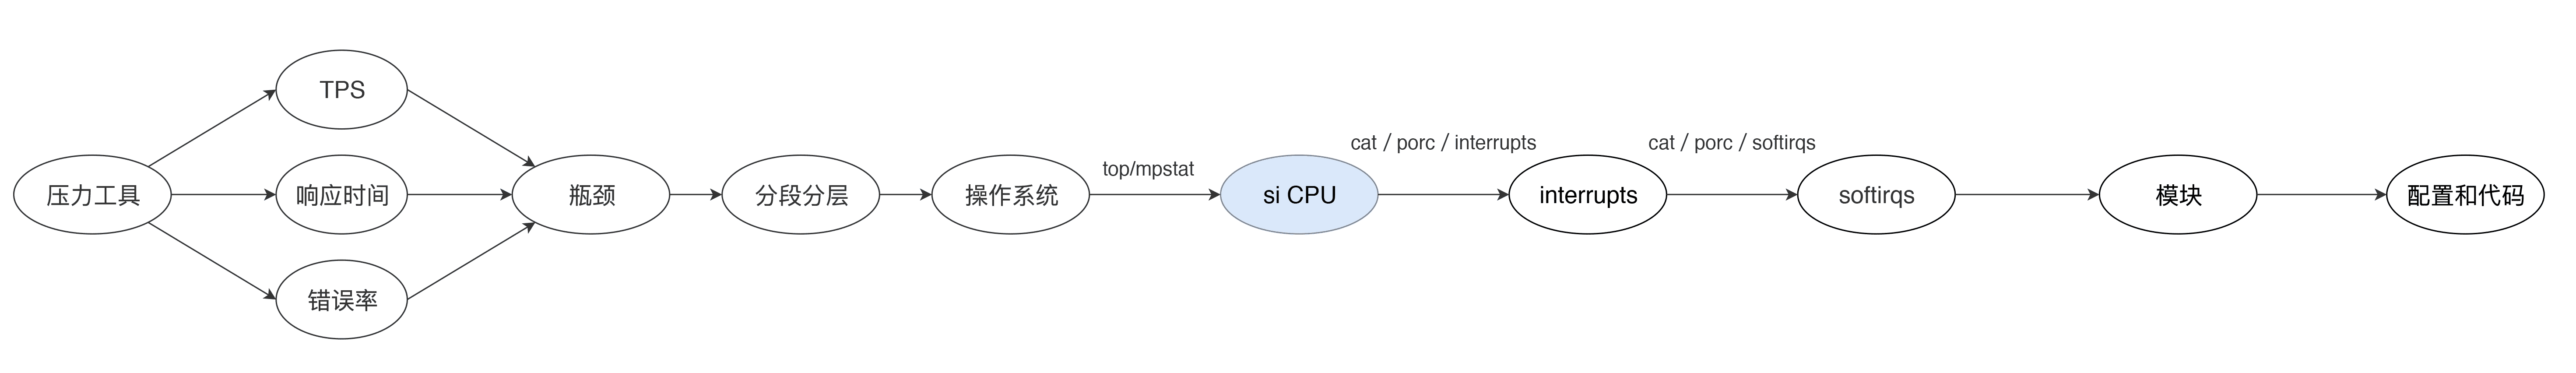 TPS
压力工具
响应时间
错误率
瓶颈
分段分层
操作系统
top/mpstat
si CPU
cat / porc / interrupts
interrupts
cat / porc / softirqs
softirqs
模块
配置和代码